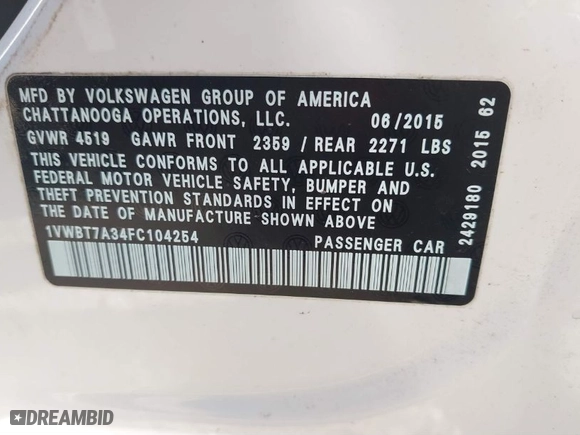 MFD BY VOLKSWAGEN GROUP OF AMERICA
CHATTANOOGA OPERATIONS, LLC. 06/2015
GVWR 4519 GAWR FRONT 2359 / REAR 2271 LBS
THIS VEHICLE CONFORMS TO ALL APPLICABLE U.S.
FEDERAL MOTOR VEHICLE SAFETY, BUMPER AND
THEFT PREVENTION STANDARDS IN EFFECT ON
THE DATE OF MANUFACTURE SHOWN ABOVE
1VWBT7A34FC104254 PASSENGER CAR
2429180 2015 62
DREAMBID